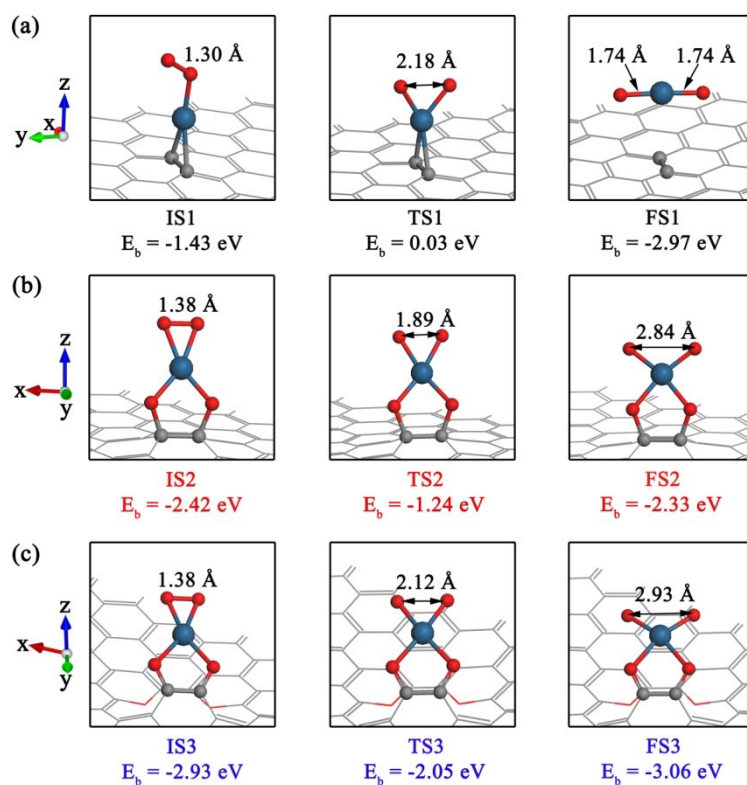 (a)
1.30 Å
2.18 Å
1.74 Å 1.74 Å
z
y x
IS1 TS1 FS1
E_b = -1.43 eV E_b = 0.03 eV E_b = -2.97 eV
(b)
1.38 Å 1.89 Å 2.84 Å
z
x
y
IS2 TS2 FS2
E_b = -2.42 eV E_b = -1.24 eV E_b = -2.33 eV
(c)
1.38 Å 2.12 Å 2.93 Å
z
x
y
IS3 TS3 FS3
E_b = -2.93 eV E_b = -2.05 eV E_b = -3.06 eV